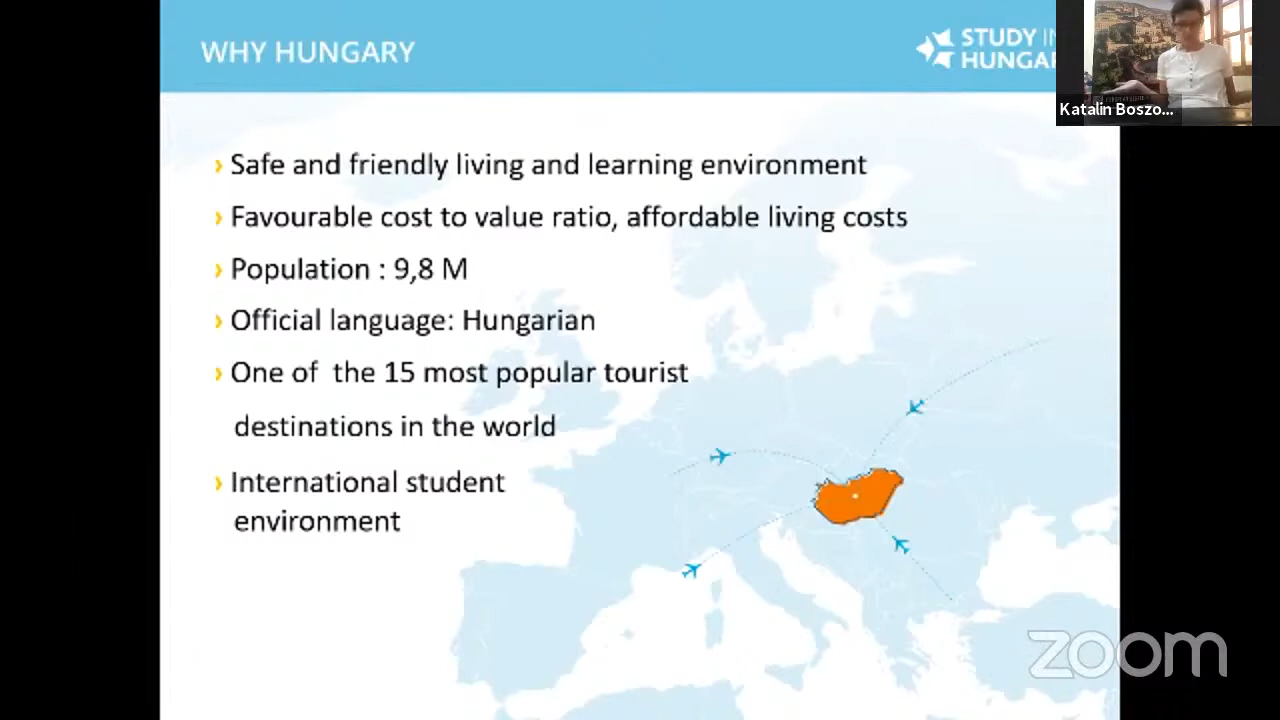 WHY HUNGARY
STUDY IN
HUNGAR
Katalin Boszo...
› Safe and friendly living and learning environment
› Favourable cost to value ratio, affordable living costs
› Population : 9,8 M
› Official language: Hungarian
› One of the 15 most popular tourist
destinations in the world
› International student
environment
zoom